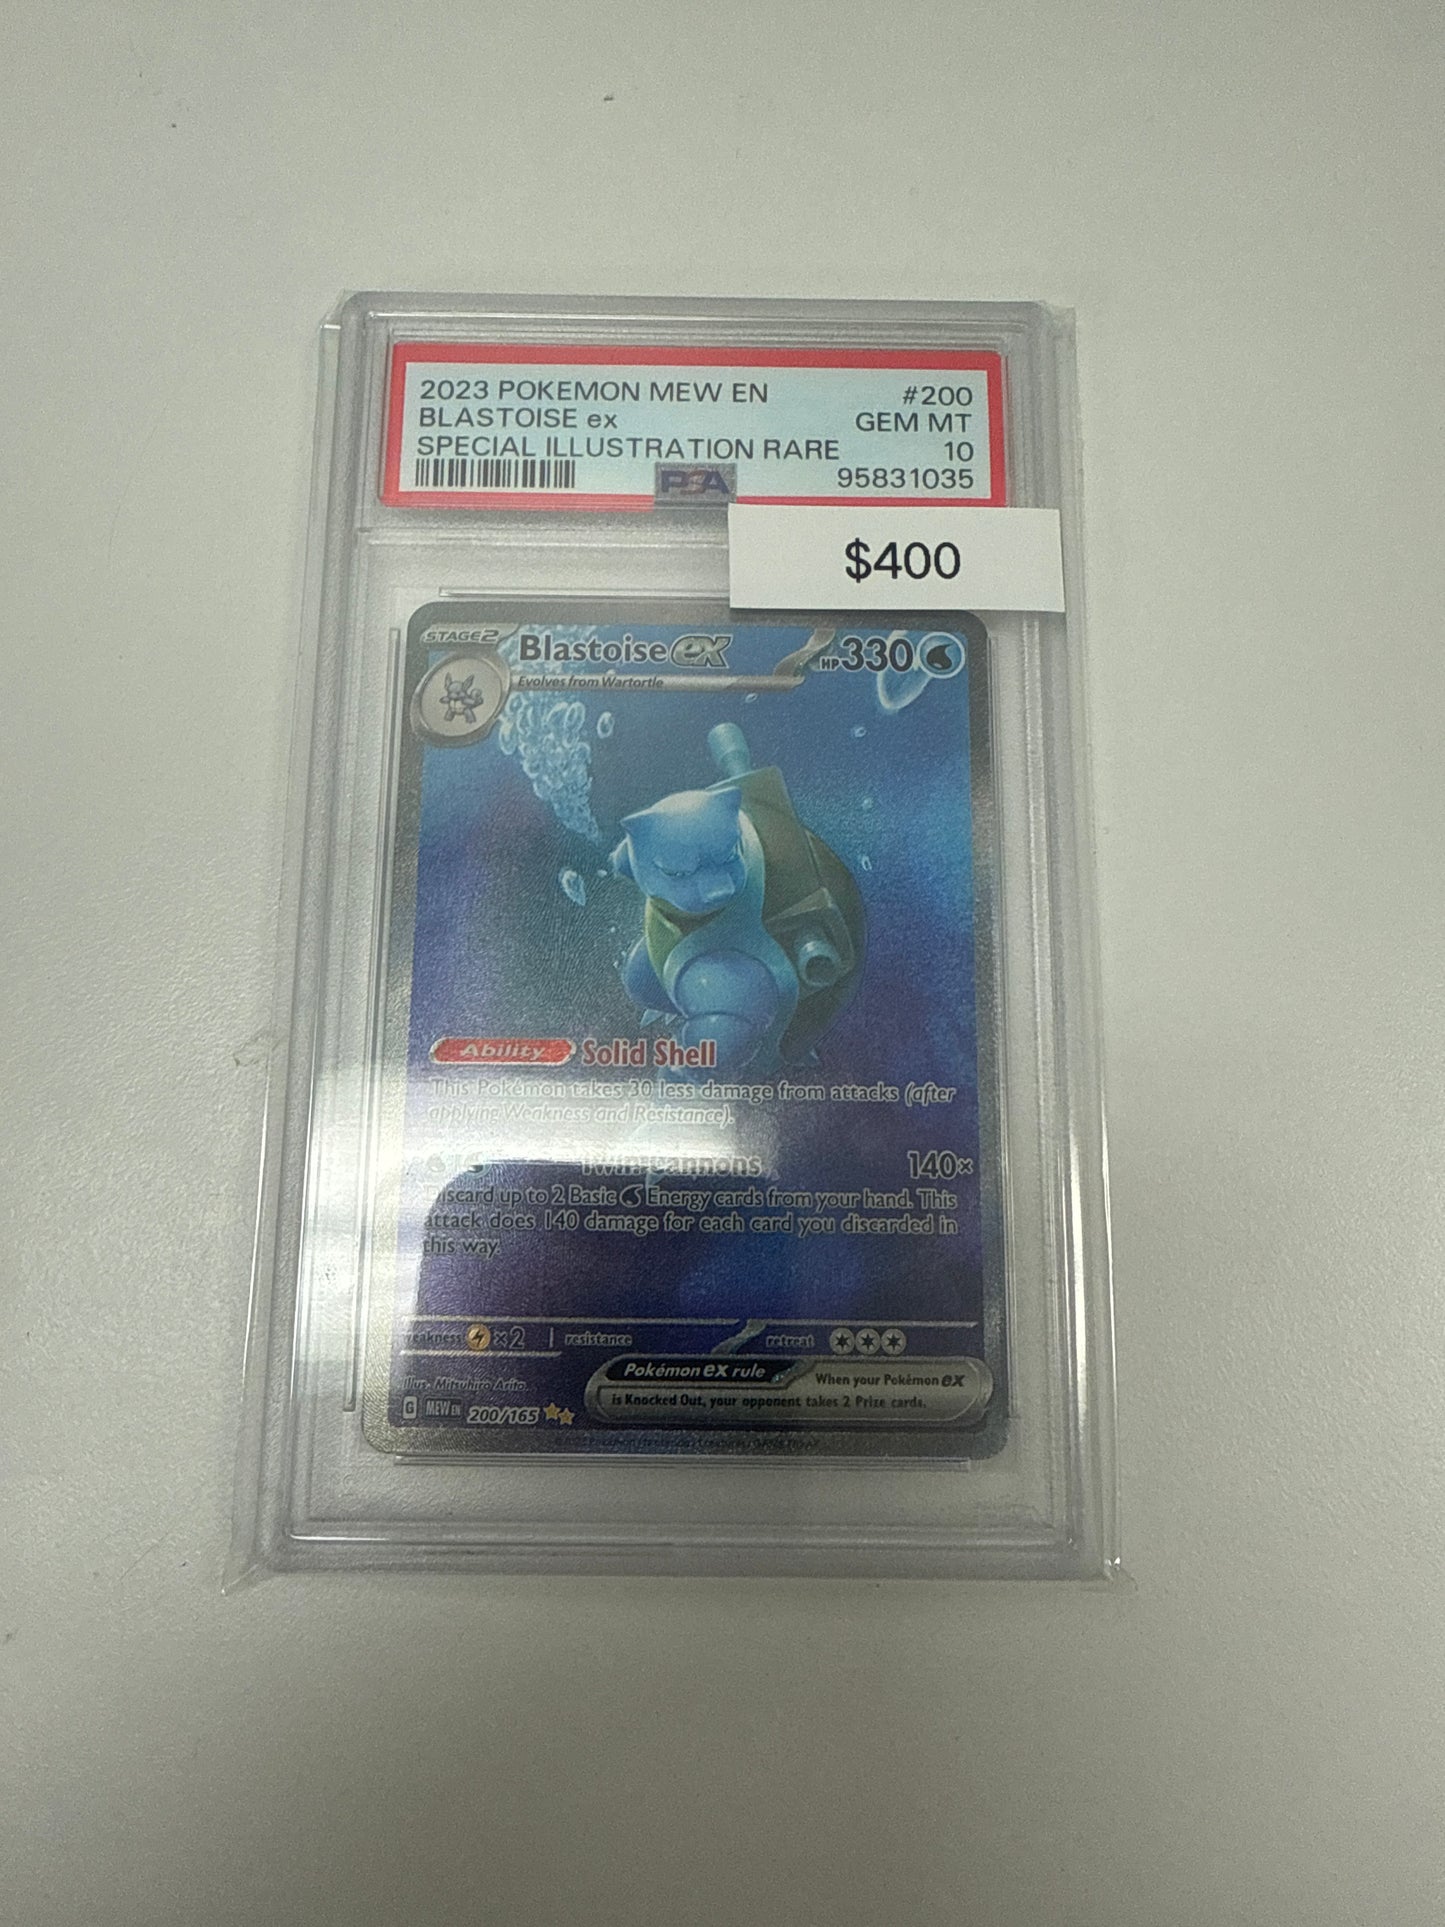 2023 POKEMON MEW EN #200
BLASTOISE ex GEM MT
SPECIAL ILLUSTRATION RARE 10
PSA 95831035
$400
STAGE2 Blastoise ex HP330
Evolves from Wartortle
Ability Solid Shell
This Pokémon takes 30 less damage from attacks (after
applying Weakness and Resistance).
Twin Cannons 140×
Discard up to 2 Basic Energy cards from your hand. This
attack does 140 damage for each card you discarded in
this way.
weakness ×2 resistance retreat
Pokémon ex rule When your Pokémon ex
is Knocked Out, your opponent takes 2 Prize cards.
Illus. Mitsuhiro Arita
G MEW EN 200/165